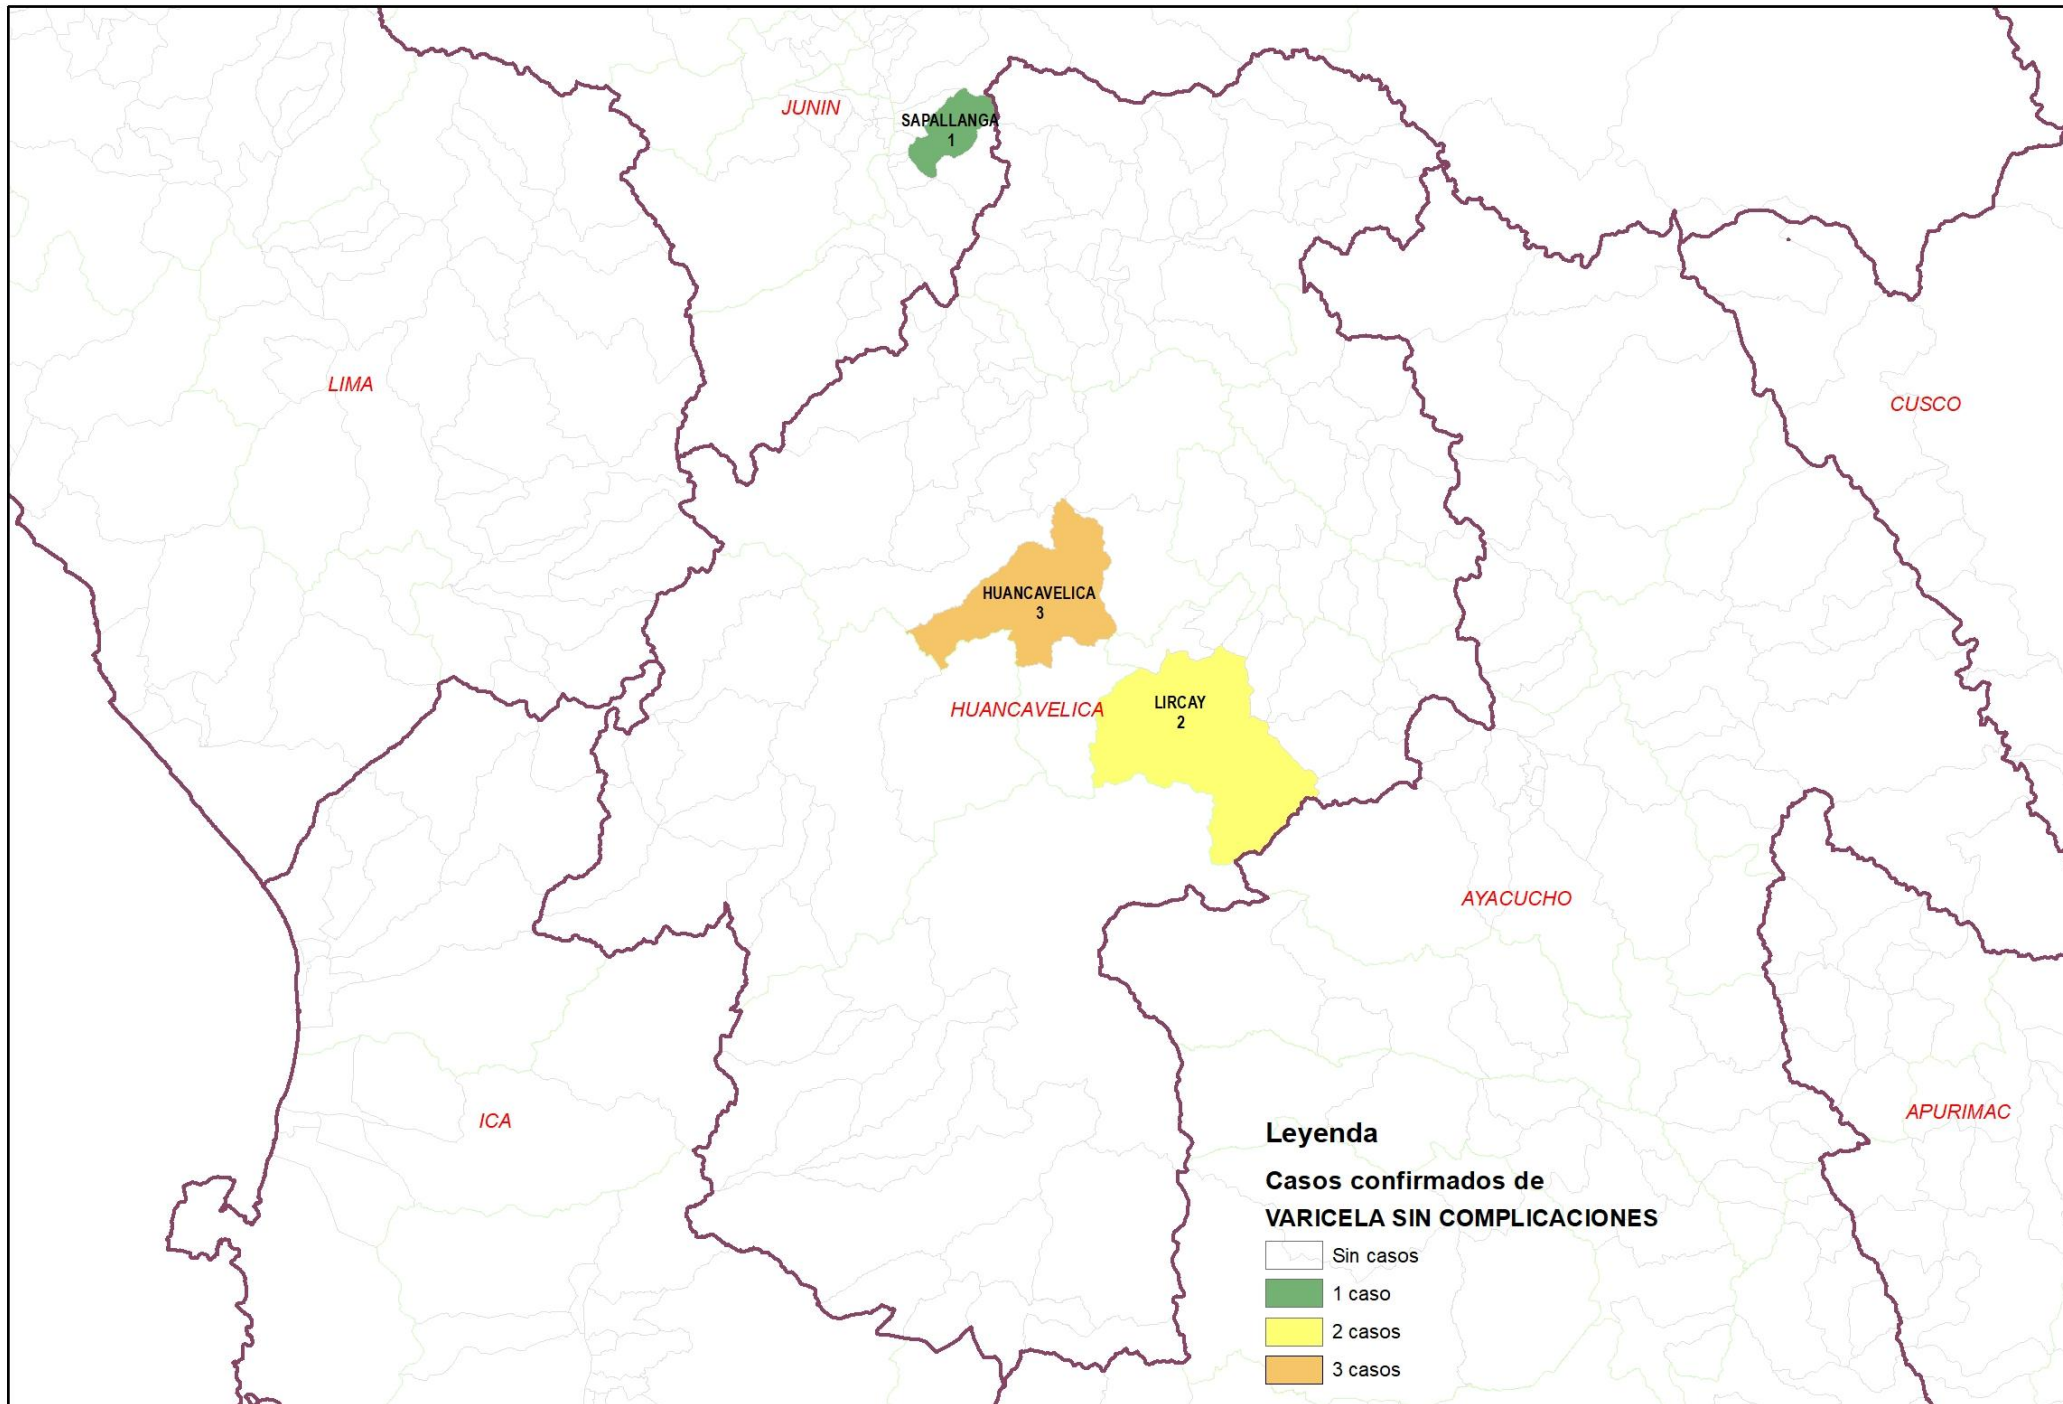 JUNIN
SAPALLANGA
1
LIMA
CUSCO
HUANCAVELICA
3
HUANCAVELICA
LIRCAY
2
AYACUCHO
ICA
APURIMAC
Leyenda
Casos confirmados de
VARICELA SIN COMPLICACIONES
Sin casos
1 caso
2 casos
3 casos